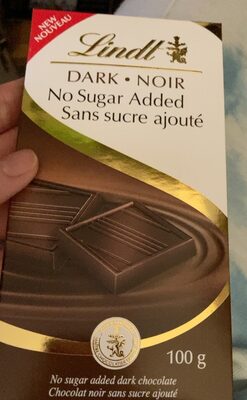 NEW
NOUVEAU
Lindt
DARK • NOIR
No Sugar Added
Sans sucre ajouté
100 g
No sugar added dark chocolate
Chocolat noir sans sucre ajouté